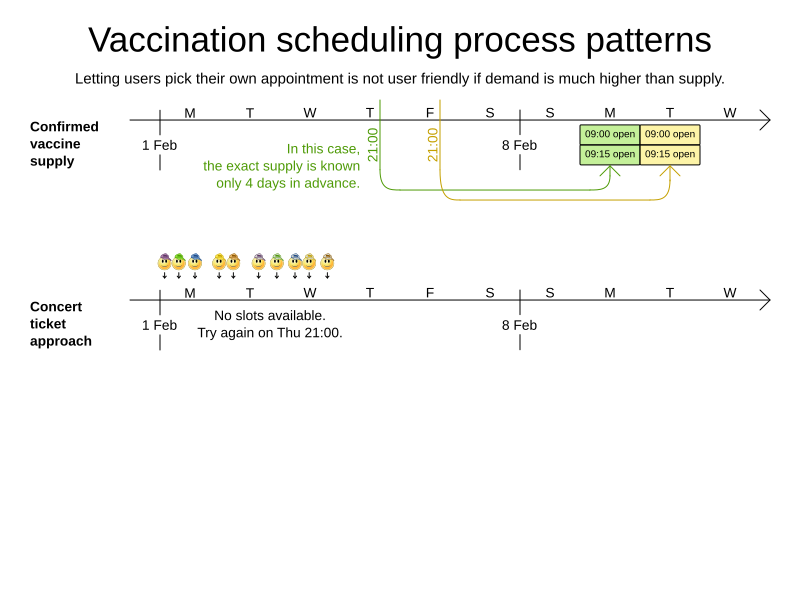 Vaccination scheduling process patterns
Letting users pick their own appointment is not user friendly if demand is much higher than supply.
M T W T F S S M T W
Confirmed
vaccine
supply
1 Feb
8 Feb
In this case,
the exact supply is known
only 4 days in advance.
21:00
21:00
09:00 open 09:00 open
09:15 open 09:15 open
M T W T F S S M T W
Concert
ticket
approach
1 Feb
8 Feb
No slots available.
Try again on Thu 21:00.